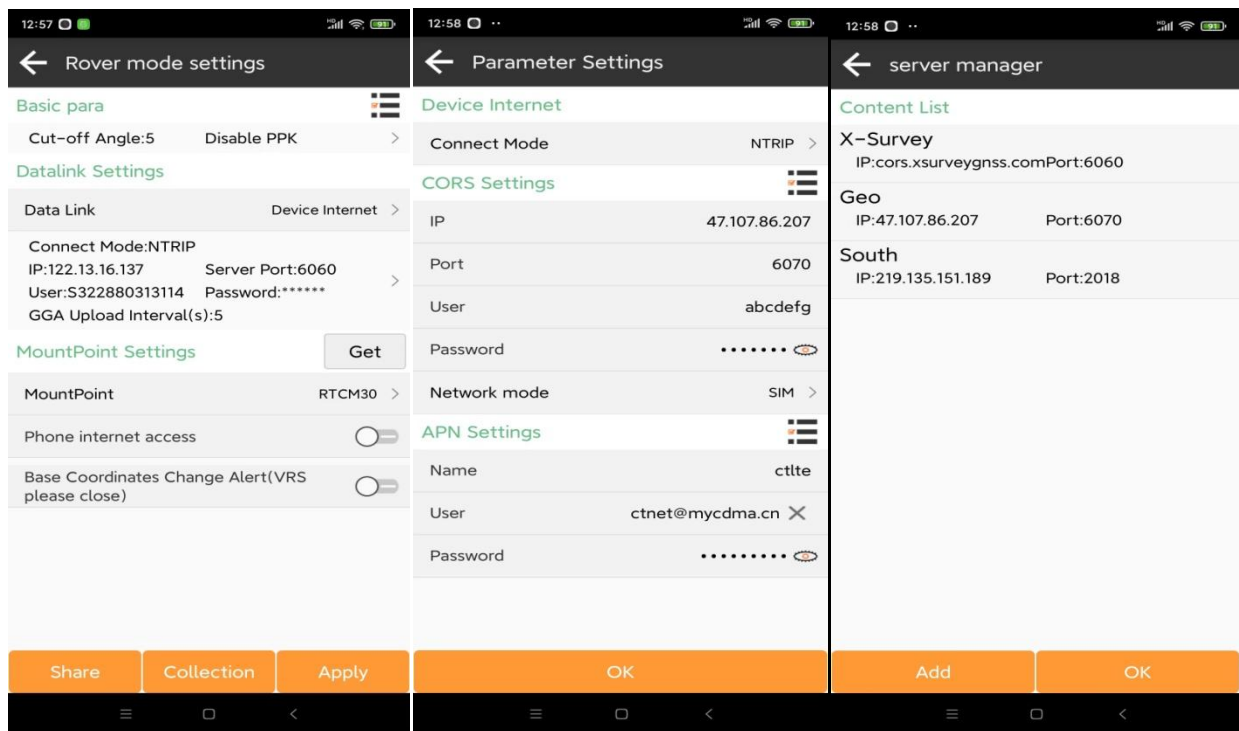 12:57
HD 91
Rover mode settings
Basic para
Cut-off Angle:5 Disable PPK >
Datalink Settings
Data Link Device Internet >
Connect Mode:NTRIP
IP:122.13.16.137 Server Port:6060
User:S322880313114 Password:******
GGA Upload Interval(s):5
MountPoint Settings Get
MountPoint RTCM30 >
Phone internet access
Base Coordinates Change Alert(VRS
please close)
Share Collection Apply
12:58 ··
HD 91
Parameter Settings
Device Internet
Connect Mode NTRIP >
CORS Settings
IP 47.107.86.207
Port 6070
User abcdefg
Password •••••••
Network mode SIM >
APN Settings
Name ctlte
User ctnet@mycdma.cn
Password •••••••••
OK
12:58 ··
HD 91
server manager
Content List
X-Survey
IP:cors.xsurveygnss.comPort:6060
Geo
IP:47.107.86.207 Port:6070
South
IP:219.135.151.189 Port:2018
Add OK